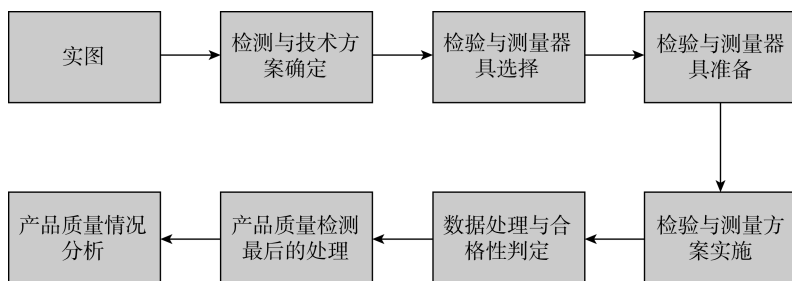 实图
检测与技术方
案确定
检验与测量器
具选择
检验与测量器
具准备
检验与测量方
案实施
数据处理与合
格性判定
产品质量检测
最后的处理
产品质量情况
分析